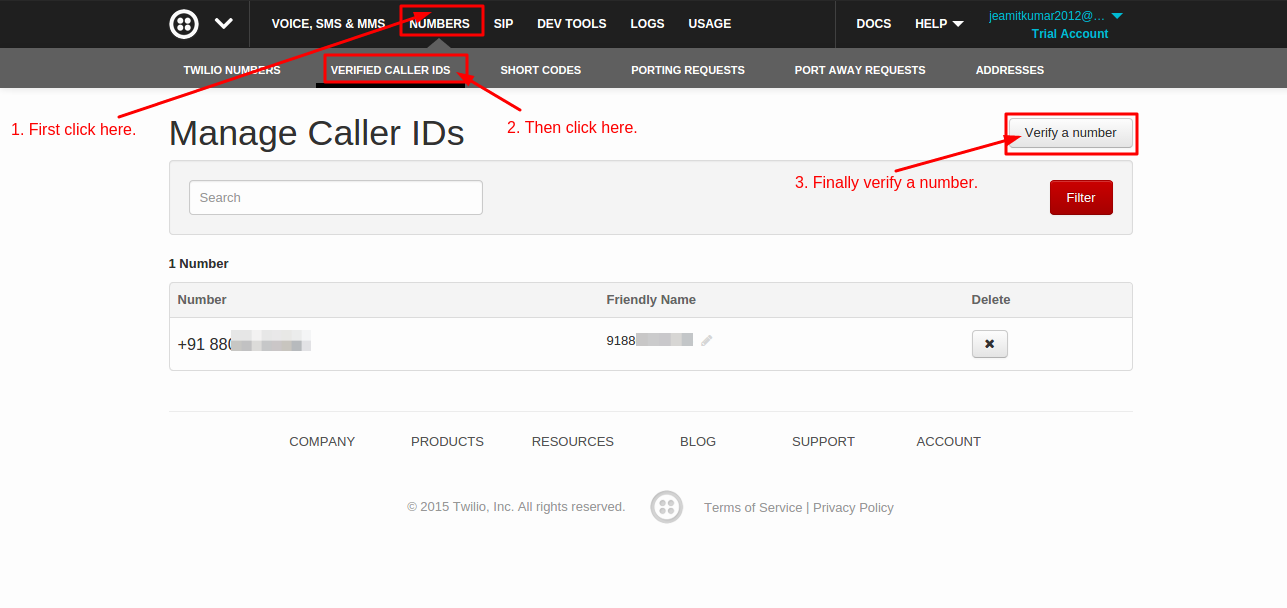 VOICE, SMS & MMS NUMBERS SIP DEV TOOLS LOGS USAGE DOCS HELP jeamitkumar2012@...
Trial Account
TWILIO NUMBERS VERIFIED CALLER IDS SHORT CODES PORTING REQUESTS PORT AWAY REQUESTS ADDRESSES
1. First click here.
Manage Caller IDs
2. Then click here.
Verify a number
3. Finally verify a number.
Search
Filter
1 Number
Number Friendly Name Delete
+91 880 9188
COMPANY PRODUCTS RESOURCES BLOG SUPPORT ACCOUNT
© 2015 Twilio, Inc. All rights reserved. Terms of Service | Privacy Policy